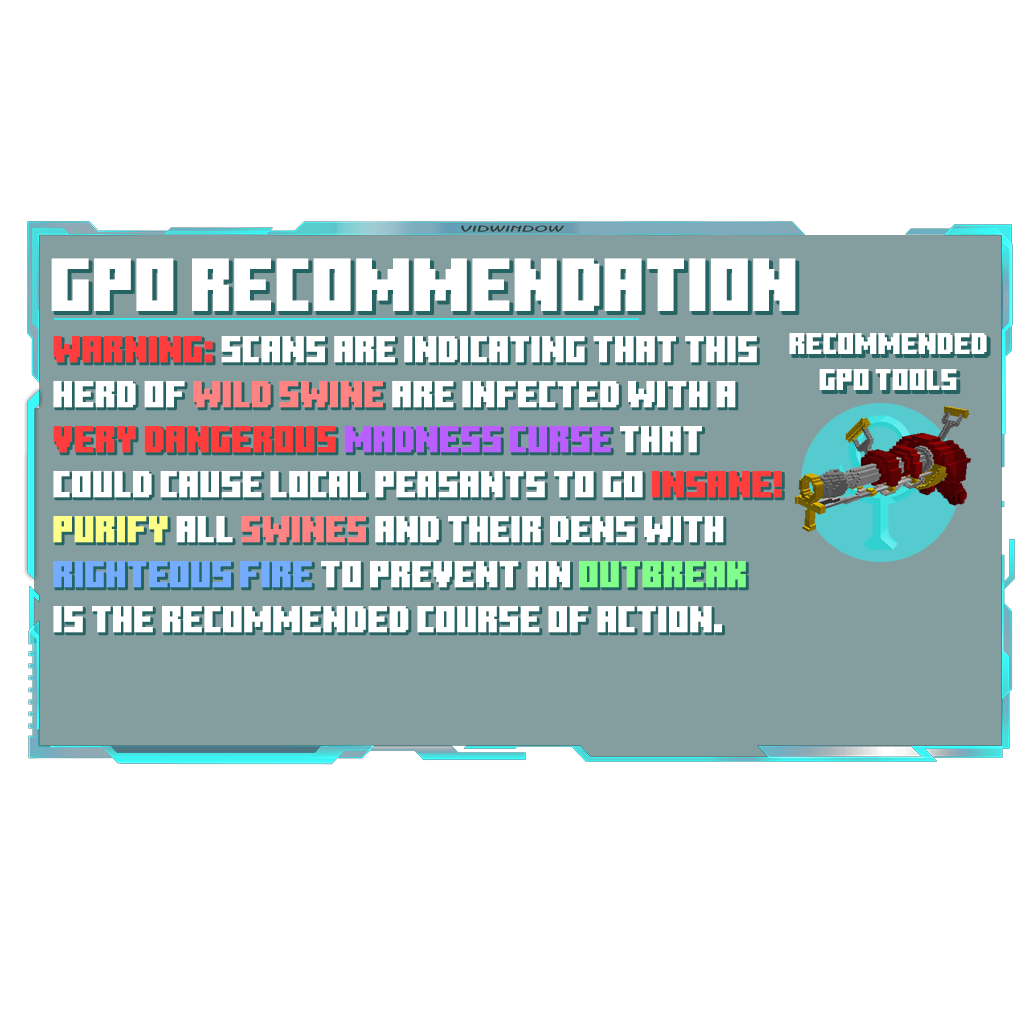 VIDWINDOW
GPO RECOMMENDATION
WARNING: SCANS ARE INDICATING THAT THIS
HERD OF WILD SWINE ARE INFECTED WITH A
VERY DANGEROUS MADNESS CURSE THAT
COULD CAUSE LOCAL PEASANTS TO GO INSANE!
PURIFY ALL SWINES AND THEIR DENS WITH
RIGHTEOUS FIRE TO PREVENT AN OUTBREAK
IS THE RECOMMENDED COURSE OF ACTION.
RECOMMENDED
GPO TOOLS